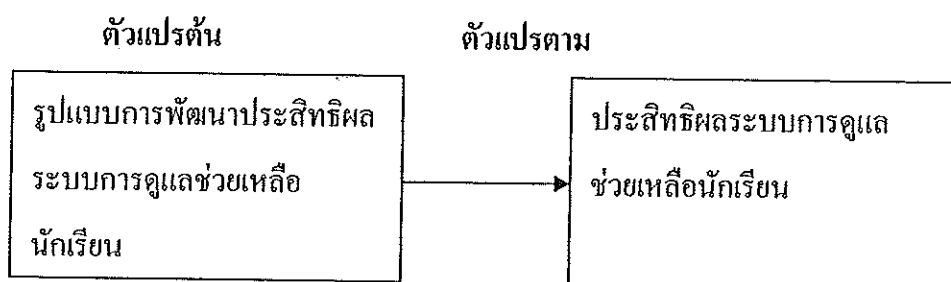 ตัวแปรต้น
ตัวแปรตาม
รูปแบบการพัฒนาประสิทธิผล
ระบบการดูแลช่วยเหลือ
นักเรียน
ประสิทธิผลระบบการดูแล
ช่วยเหลือนักเรียน